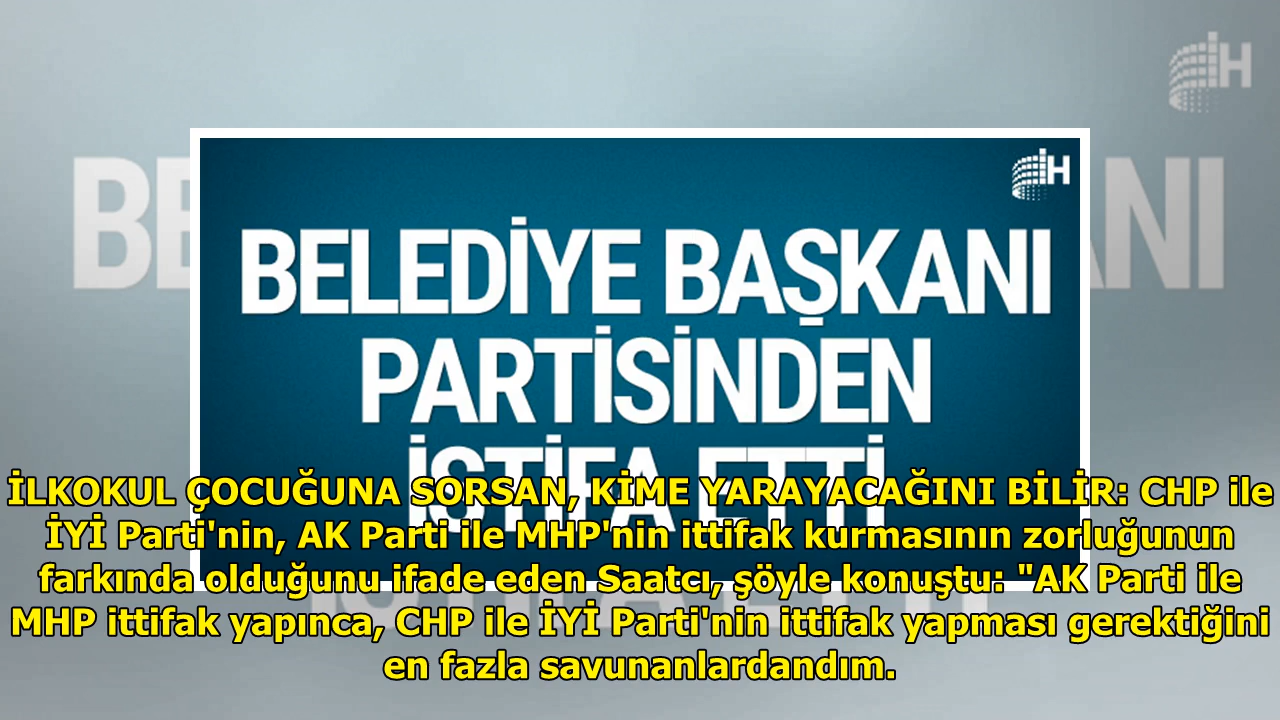 H
H
BELEDİYE BAŞKANI
PARTİSİNDEN
İSTİFA ETTİ
İLKOKUL ÇOCUĞUNA SORSAN, KİME YARAYACAĞINI BİLİR: CHP ile
İYİ Parti'nin, AK Parti ile MHP'nin ittifak kurmasının zorluğunun
farkında olduğunu ifade eden Saatcı, şöyle konuştu: "AK Parti ile
MHP ittifak yapınca, CHP ile İYİ Parti'nin ittifak yapması gerektiğini
en fazla savunanlardandım.